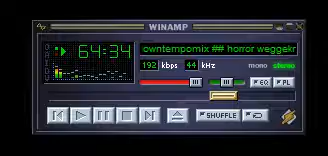 WINAMP
64:34
owntempomix ## horror weggekr
192 kbps 44 kHz mono stereo
EQ PL
SHUFFLE